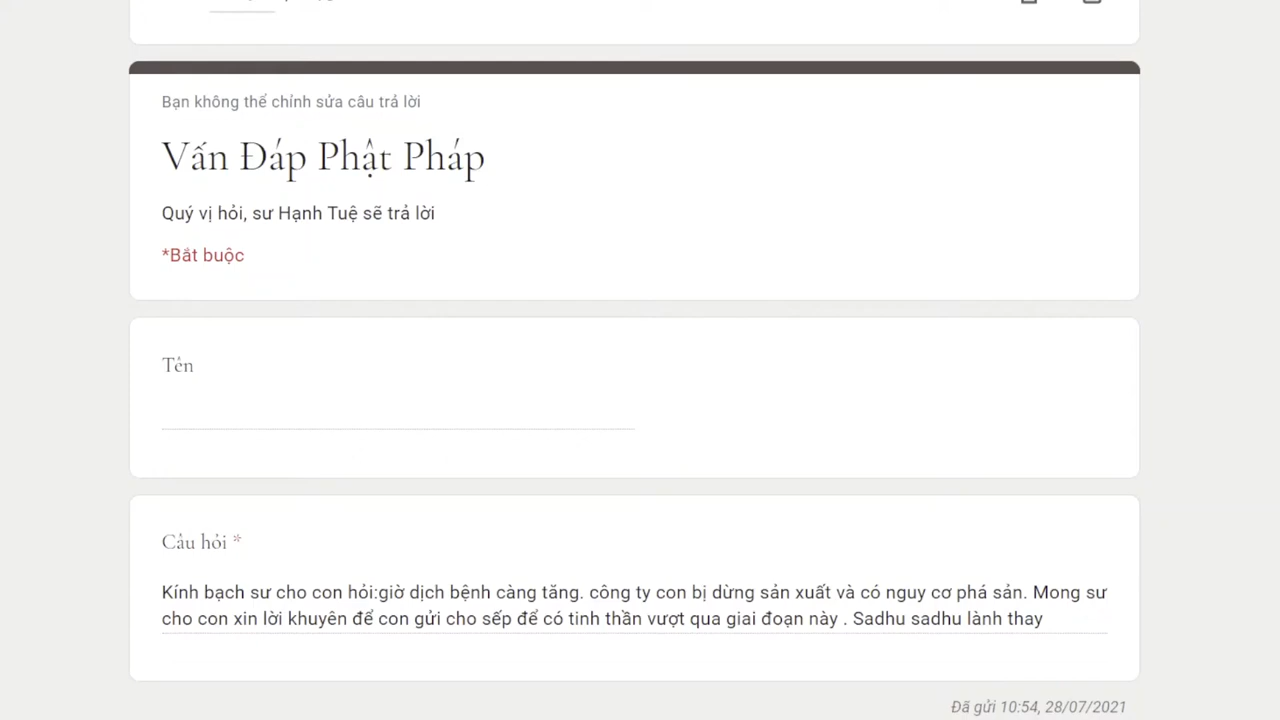 Bạn không thể chỉnh sửa câu trả lời
Vấn Đáp Phật Pháp
Quý vị hỏi, sư Hạnh Tuệ sẽ trả lời
*Bắt buộc
Tên
Câu hỏi *
Kính bạch sư cho con hỏi:giờ dịch bệnh càng tăng. công ty con bị dừng sản xuất và có nguy cơ phá sản. Mong sư
cho con xin lời khuyên để con gửi cho sếp để có tinh thần vượt qua giai đoạn này . Sadhu sadhu lành thay
Đã gửi 10:54, 28/07/2021